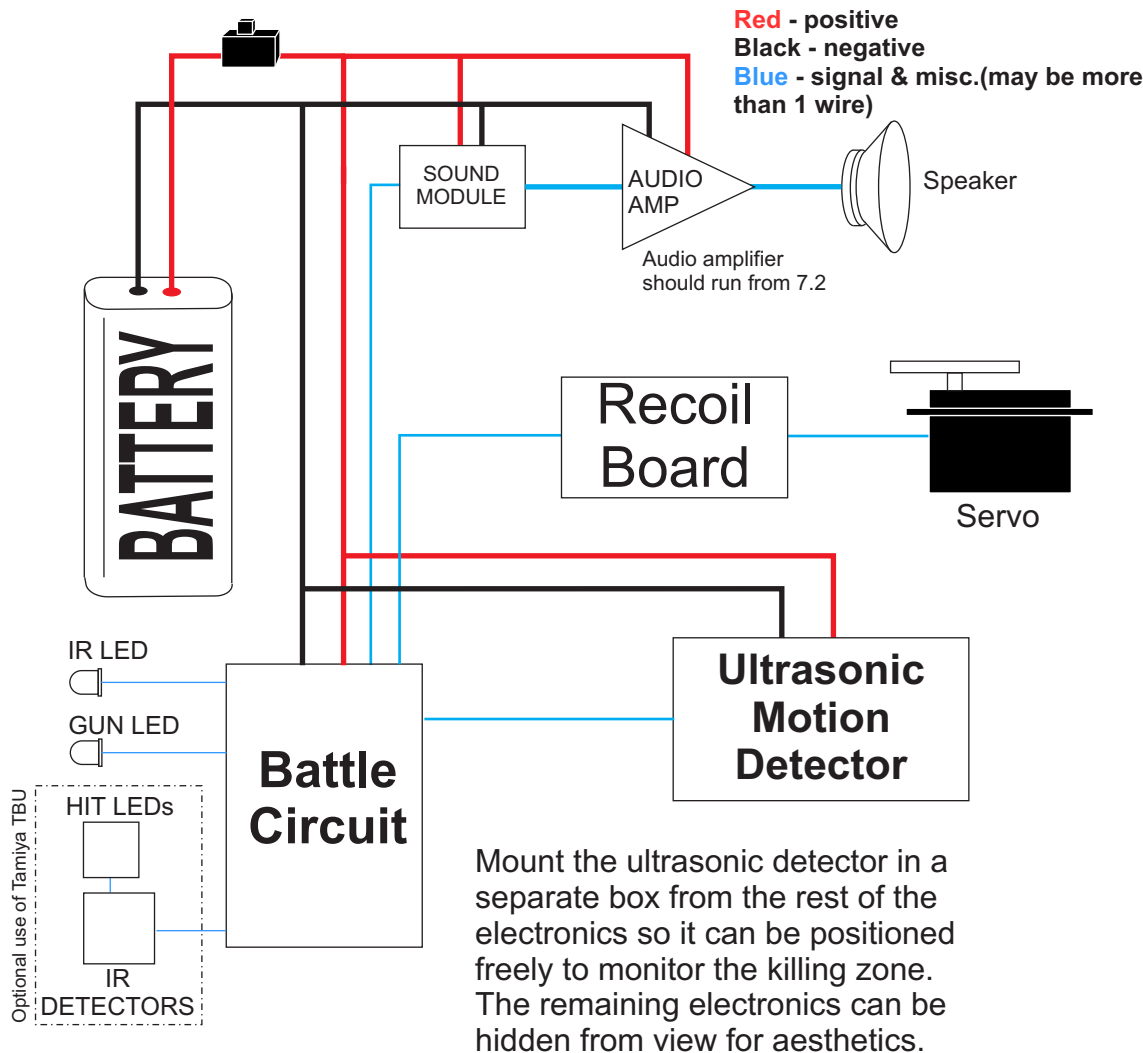 Red - positive
Black - negative
Blue - signal & misc.(may be more
than 1 wire)
SOUND
MODULE
AUDIO
AMP
Speaker
Audio amplifier
should run from 7.2
BATTERY
Recoil
Board
Servo
IR LED
GUN LED
Battle
Circuit
Ultrasonic
Motion
Detector
Optional use of Tamiya TBU
HIT LEDs
IR
DETECTORS
Mount the ultrasonic detector in a
separate box from the rest of the
electronics so it can be positioned
freely to monitor the killing zone.
The remaining electronics can be
hidden from view for aesthetics.